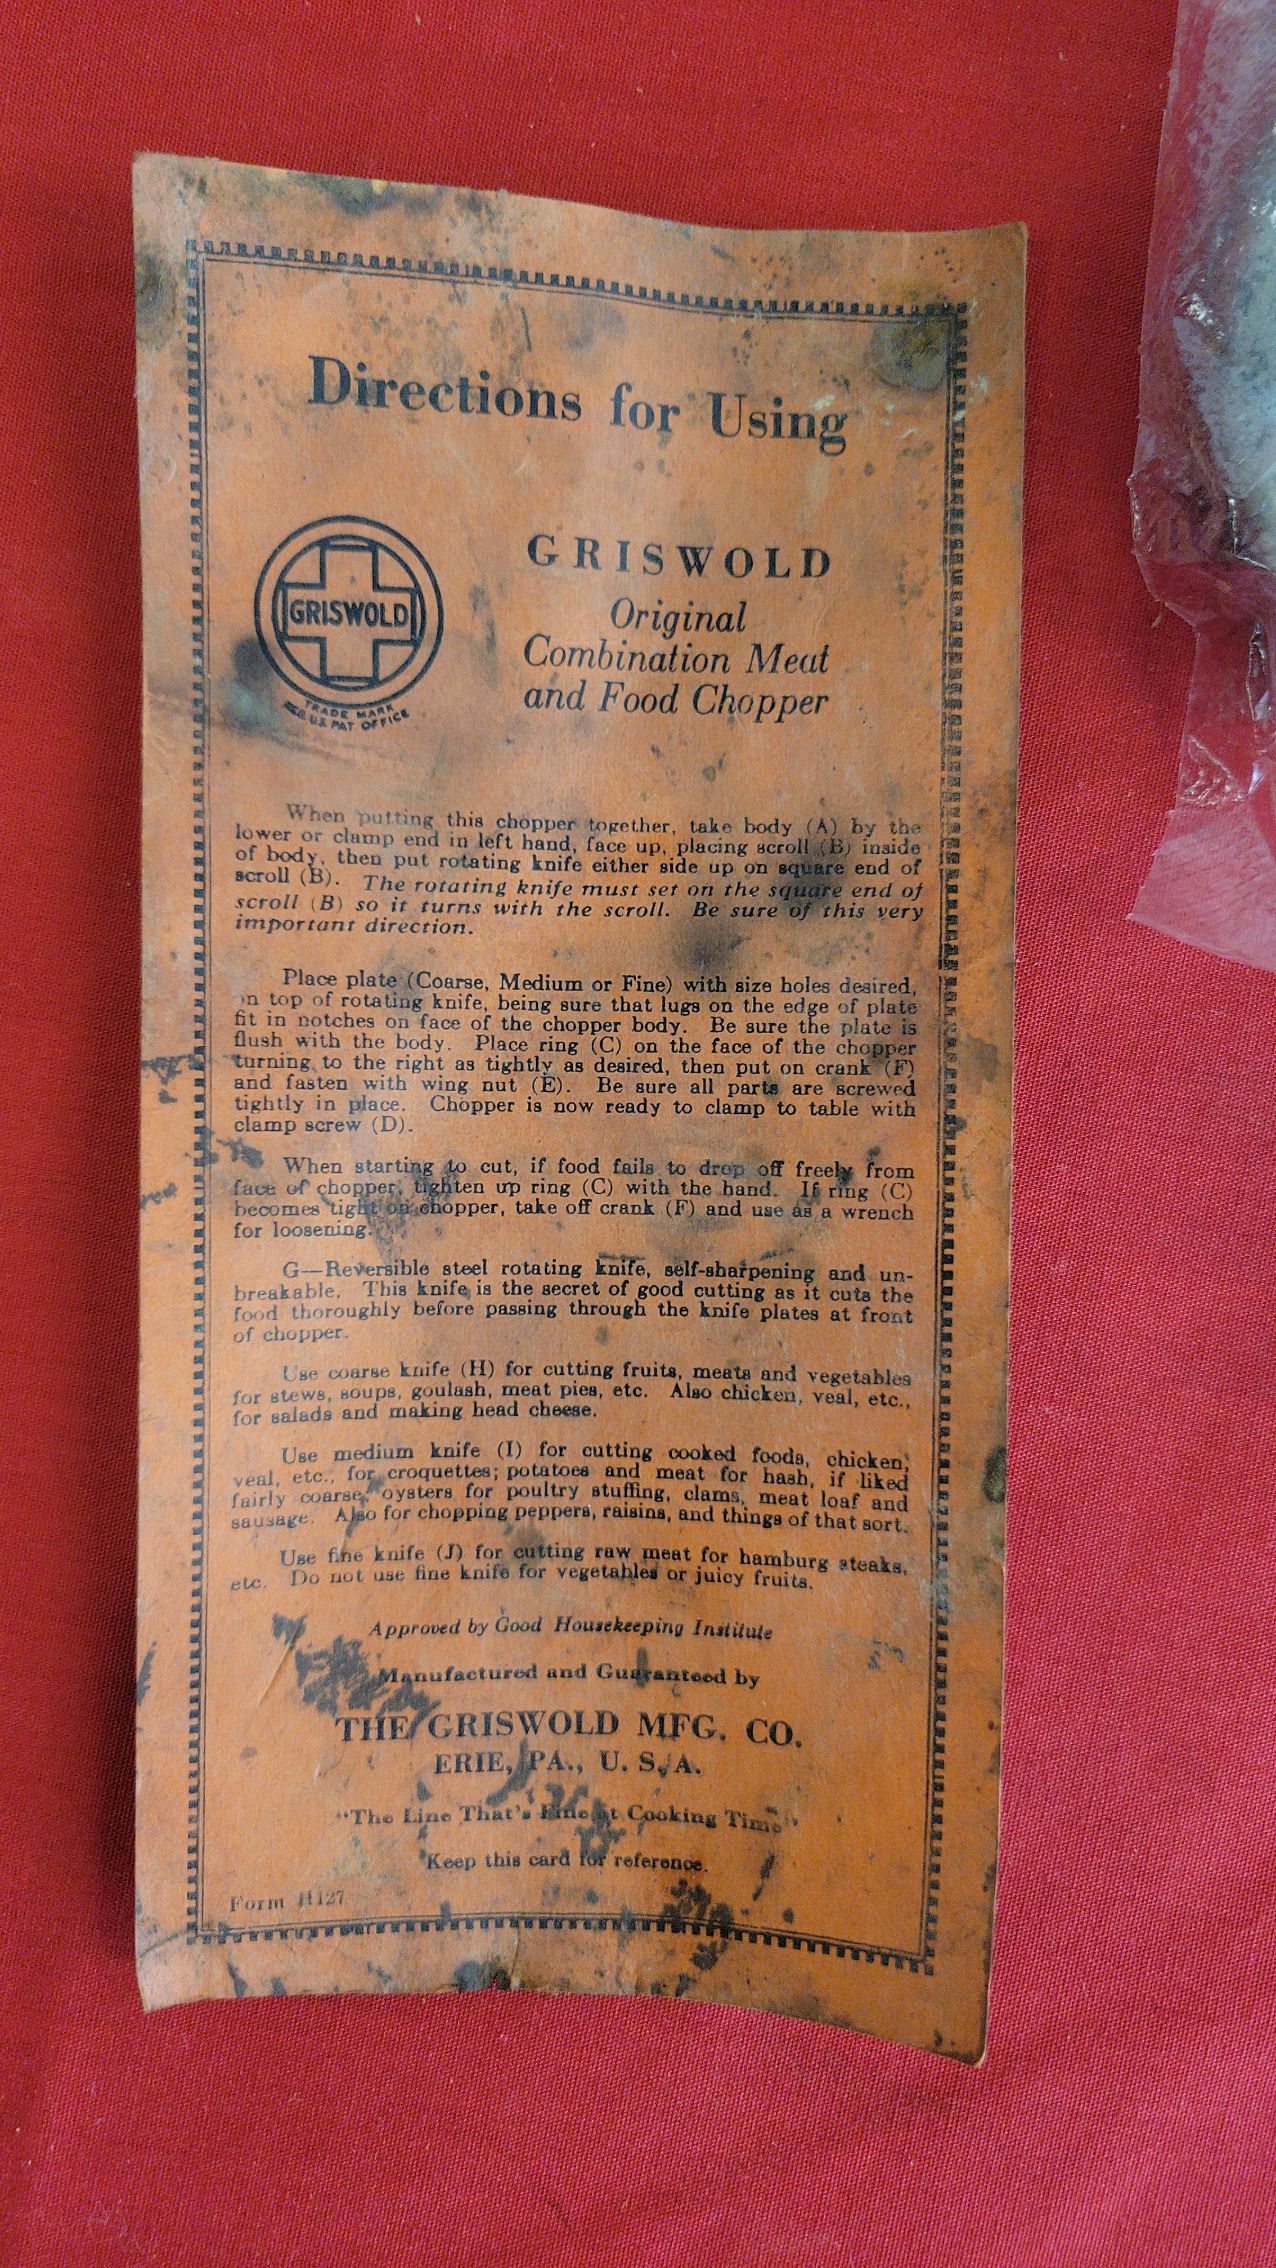 Directions for Using
GRISWOLD
TRADE MARK
REG. U.S. PAT OFFICE
GRISWOLD
Original
Combination Meat
and Food Chopper
When putting this chopper together, take body (A) by the
lower or clamp end in left hand, face up, placing scroll (B) inside
of body, then put rotating knife either side up on square end of
scroll (B). The rotating knife must set on the square end of
scroll (B) so it turns with the scroll. Be sure of this very
important direction.
Place plate (Coarse, Medium or Fine) with size holes desired,
on top of rotating knife, being sure that lugs on the edge of plate
fit in notches on face of the chopper body. Be sure the plate is
flush with the body. Place ring (C) on the face of the chopper
turning to the right as tightly as desired, then put on crank (F)
and fasten with wing nut (E). Be sure all parts are screwed
tightly in place. Chopper is now ready to clamp to table with
clamp screw (D).
When starting to cut, if food fails to drop off freely from
face of chopper, tighten up ring (C) with the hand. If ring (C)
becomes tight on chopper, take off crank (F) and use as a wrench
for loosening.
G—Reversible steel rotating knife, self-sharpening and un-
breakable. This knife is the secret of good cutting as it cuts the
food thoroughly before passing through the knife plates at front
of chopper.
Use coarse knife (H) for cutting fruits, meats and vegetables
for stews, soups, goulash, meat pies, etc. Also chicken, veal, etc.,
for salads and making head cheese.
Use medium knife (I) for cutting cooked foods, chicken,
veal, etc., for croquettes; potatoes and meat for hash, if liked
fairly coarse, oysters for poultry stuffing, clams, meat loaf and
sausage. Also for chopping peppers, raisins, and things of that sort.
Use fine knife (J) for cutting raw meat for hamburg steaks,
etc. Do not use fine knife for vegetables or juicy fruits.
Approved by Good Housekeeping Institute
Manufactured and Guaranteed by
THE GRISWOLD MFG. CO.
ERIE, PA., U. S. A.
"The Line That's Fine at Cooking Time"
Keep this card for reference.
Form H127